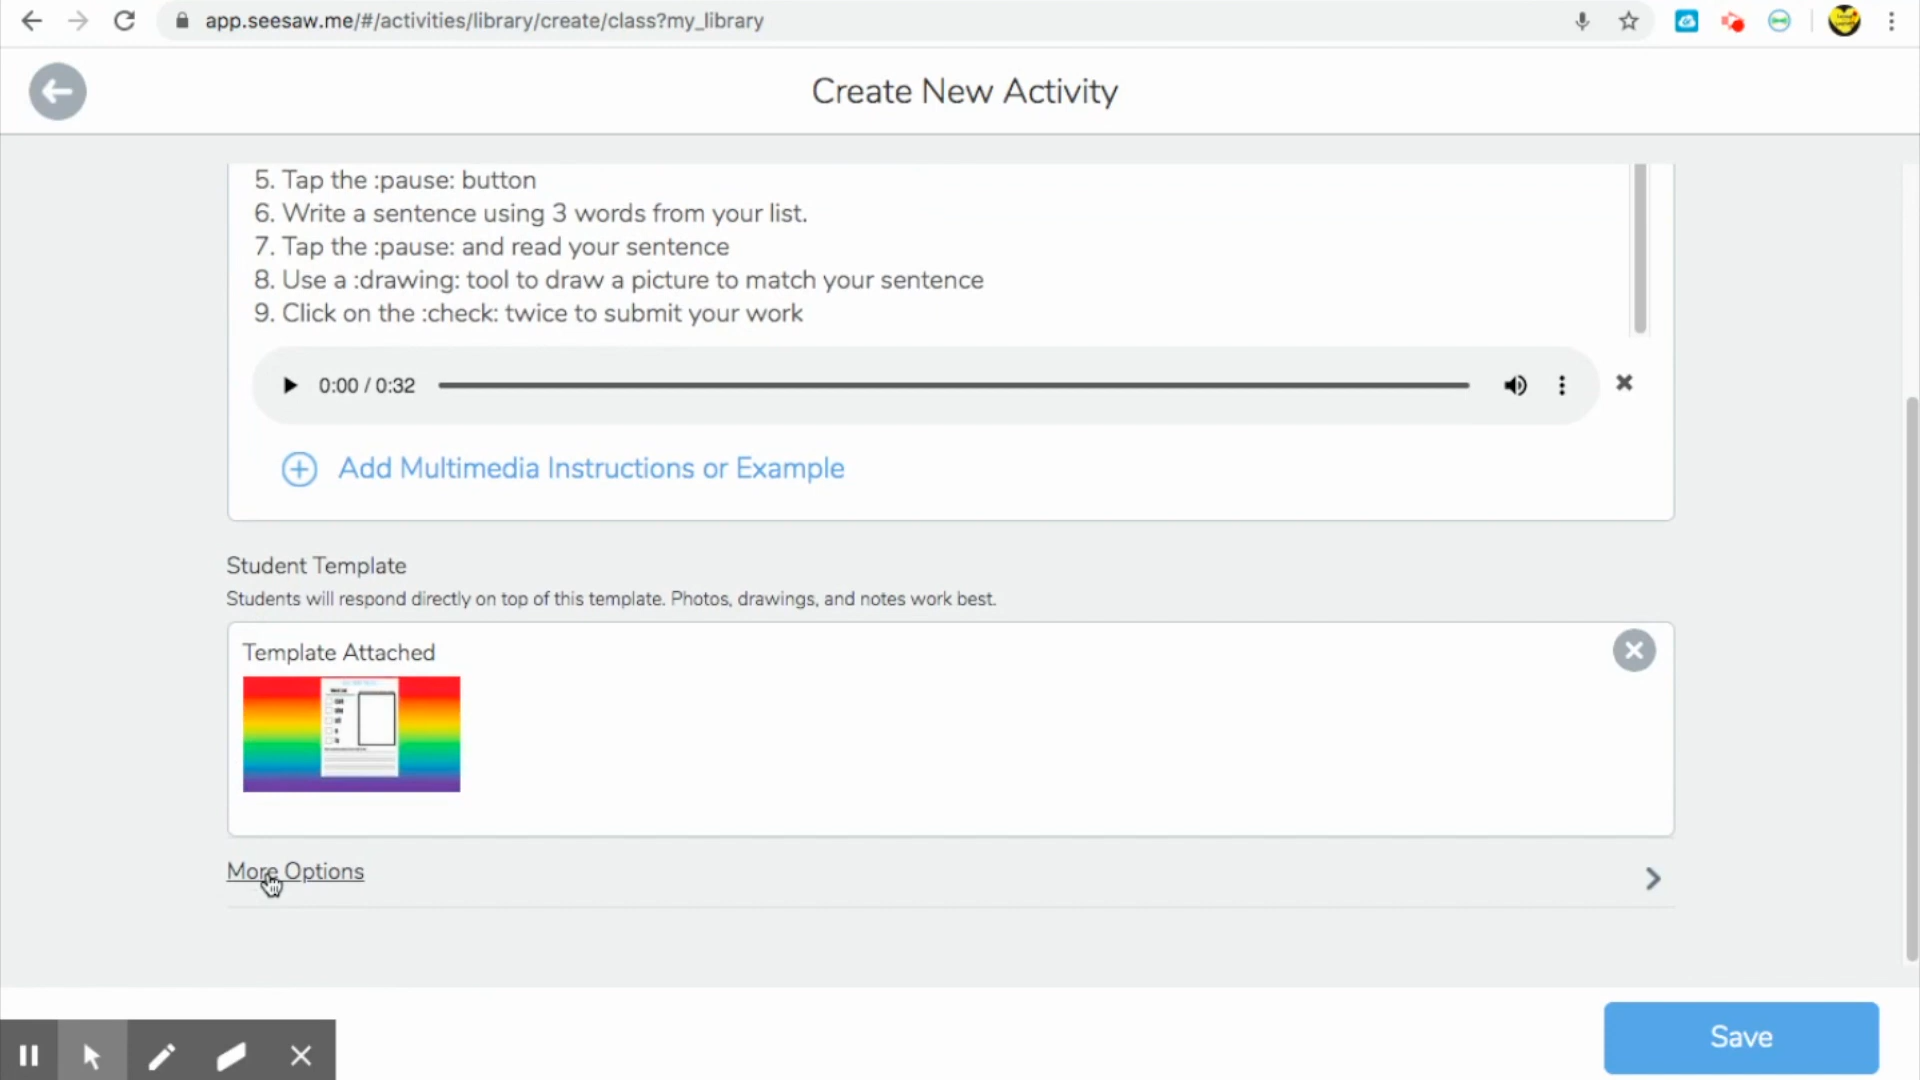 app.seesaw.me/#/activities/library/create/class?my_library
Create New Activity
5. Tap the :pause: button
6. Write a sentence using 3 words from your list.
7. Tap the :pause: and read your sentence
8. Use a :drawing: tool to draw a picture to match your sentence
9. Click on the :check: twice to submit your work
0:00 / 0:32
Add Multimedia Instructions or Example
Student Template
Students will respond directly on top of this template. Photos, drawings, and notes work best.
Template Attached
More Options
Save